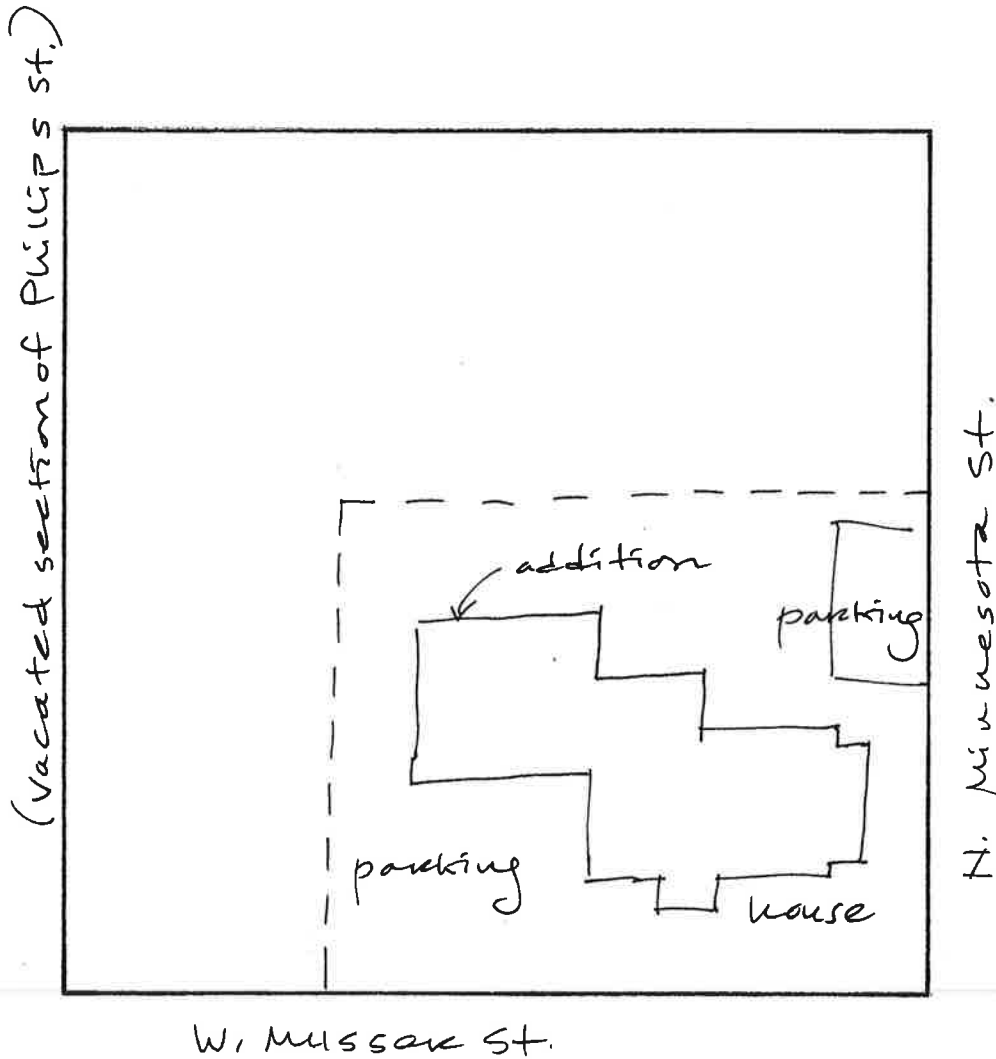 (vacated section of Phillips St.)
addition
parking
N. Minnesota St.
parking
house
W. Musser St.